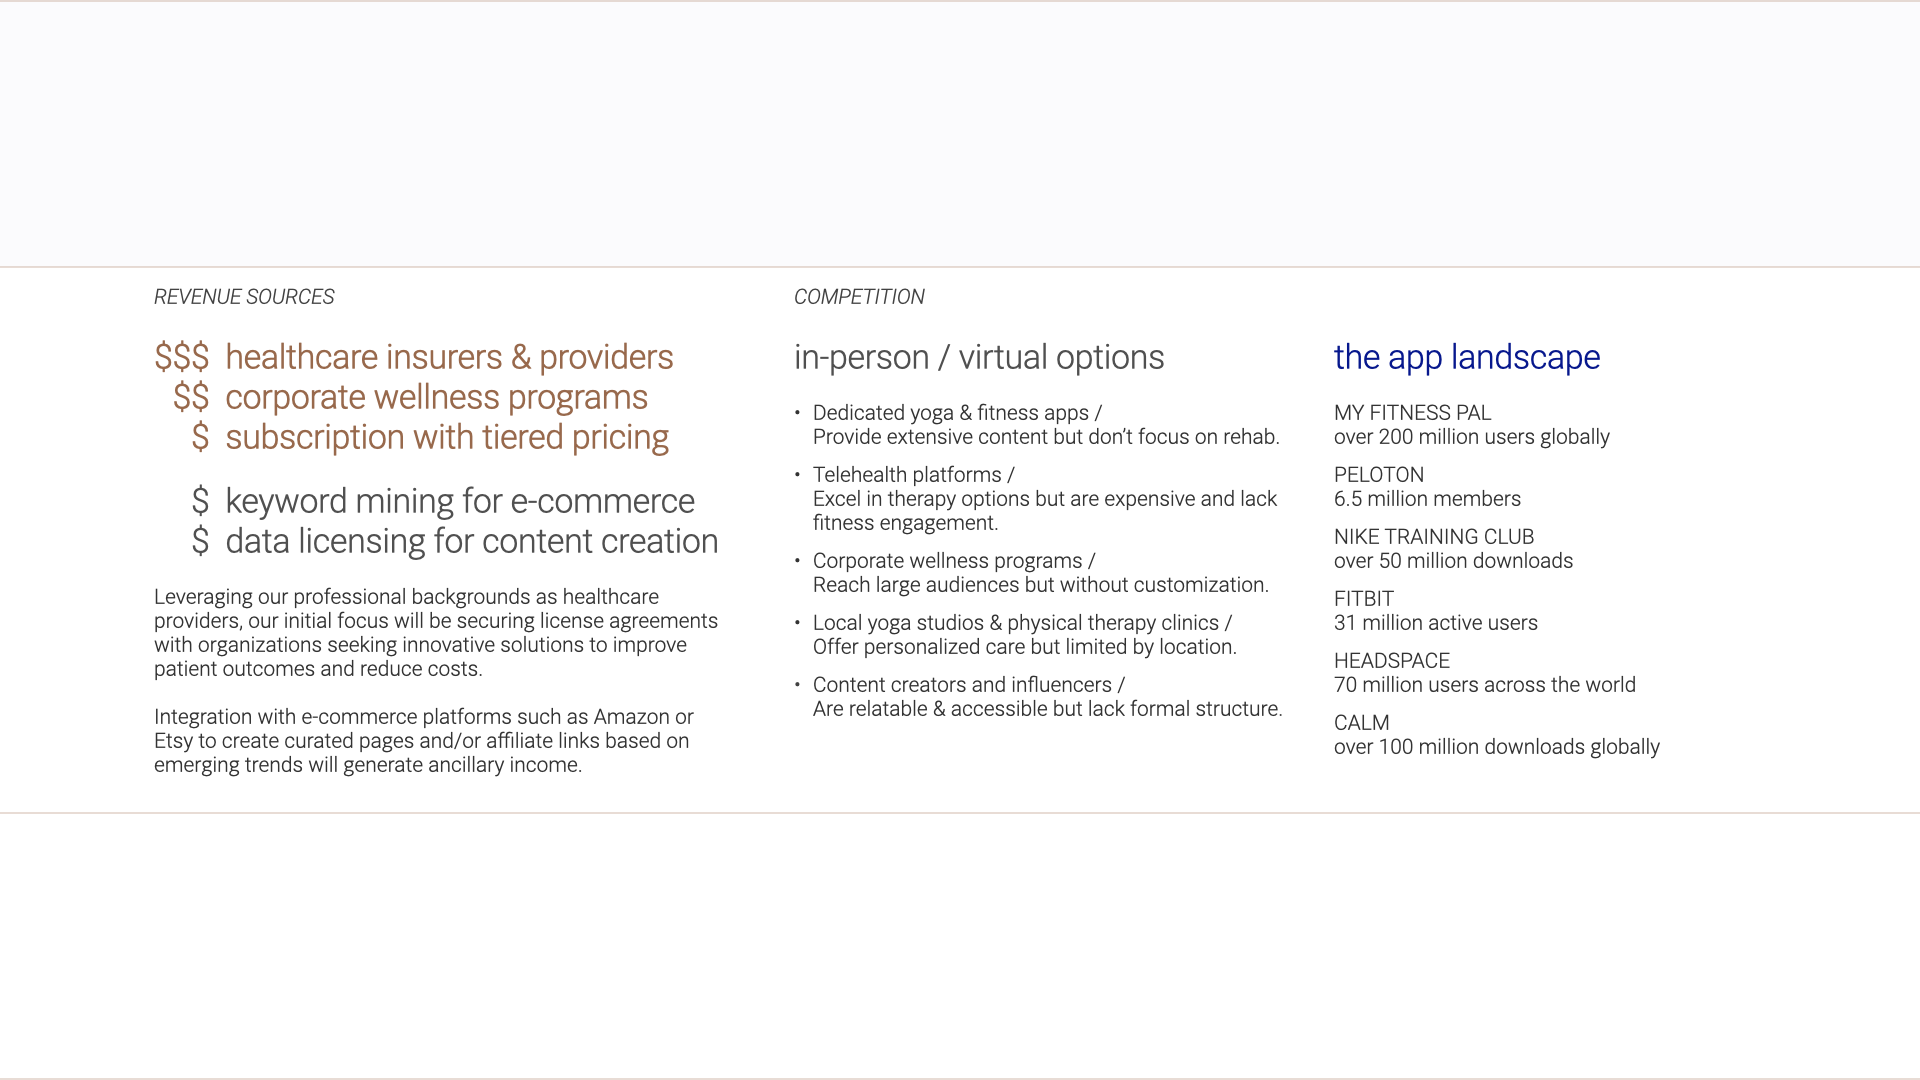 REVENUE SOURCES
$$$ healthcare insurers & providers
$$ corporate wellness programs
$ subscription with tiered pricing
$ keyword mining for e-commerce
$ data licensing for content creation
Leveraging our professional backgrounds as healthcare
providers, our initial focus will be securing license agreements
with organizations seeking innovative solutions to improve
patient outcomes and reduce costs.
Integration with e-commerce platforms such as Amazon or
Etsy to create curated pages and/or affiliate links based on
emerging trends will generate ancillary income.
COMPETITION
in-person / virtual options
• Dedicated yoga & fitness apps /
Provide extensive content but don’t focus on rehab.
• Telehealth platforms /
Excel in therapy options but are expensive and lack
fitness engagement.
• Corporate wellness programs /
Reach large audiences but without customization.
• Local yoga studios & physical therapy clinics /
Offer personalized care but limited by location.
• Content creators and influencers /
Are relatable & accessible but lack formal structure.
the app landscape
MY FITNESS PAL
over 200 million users globally
PELOTON
6.5 million members
NIKE TRAINING CLUB
over 50 million downloads
FITBIT
31 million active users
HEADSPACE
70 million users across the world
CALM
over 100 million downloads globally